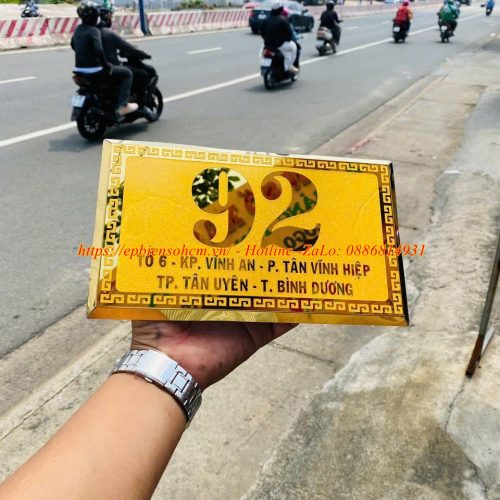 92
https://epbiensohcm.vn/ - Hotline -ZaLo: 0886814931
TỔ 6 - KP. VĨNH AN - P. TÂN VĨNH HIỆP
TP. TÂN UYÊN - T. BÌNH DƯƠNG